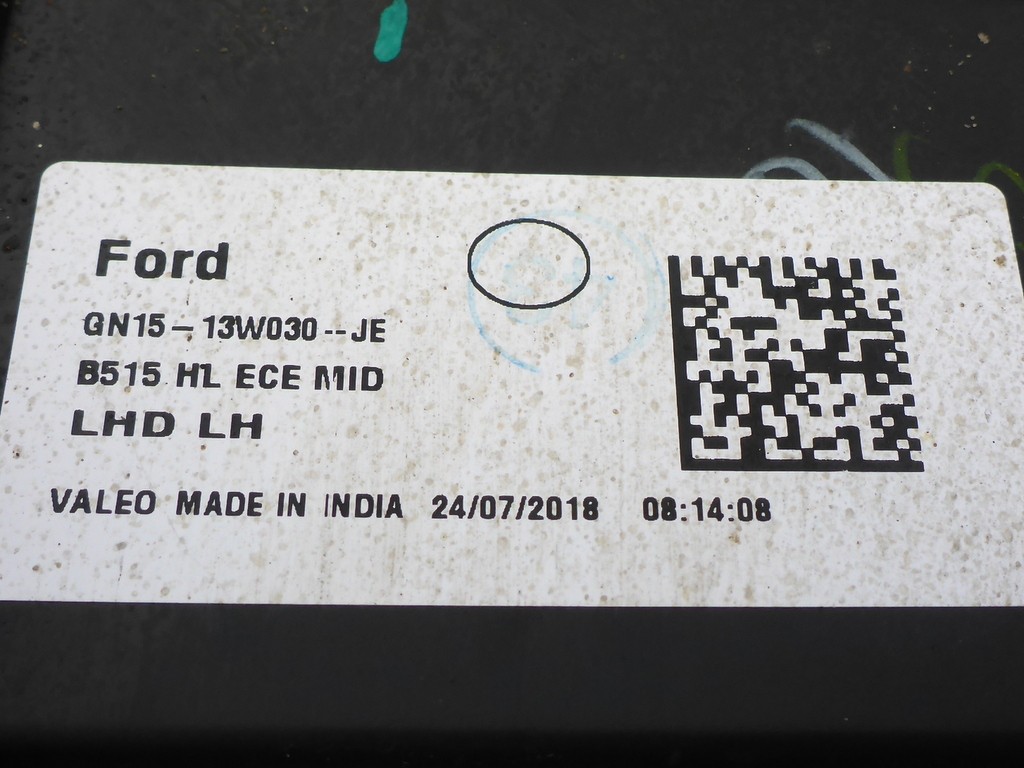 Ford
GN15-13W030--JE
B515 HL ECE MID
LHD LH
VALEO MADE IN INDIA 24/07/2018 08:14:08